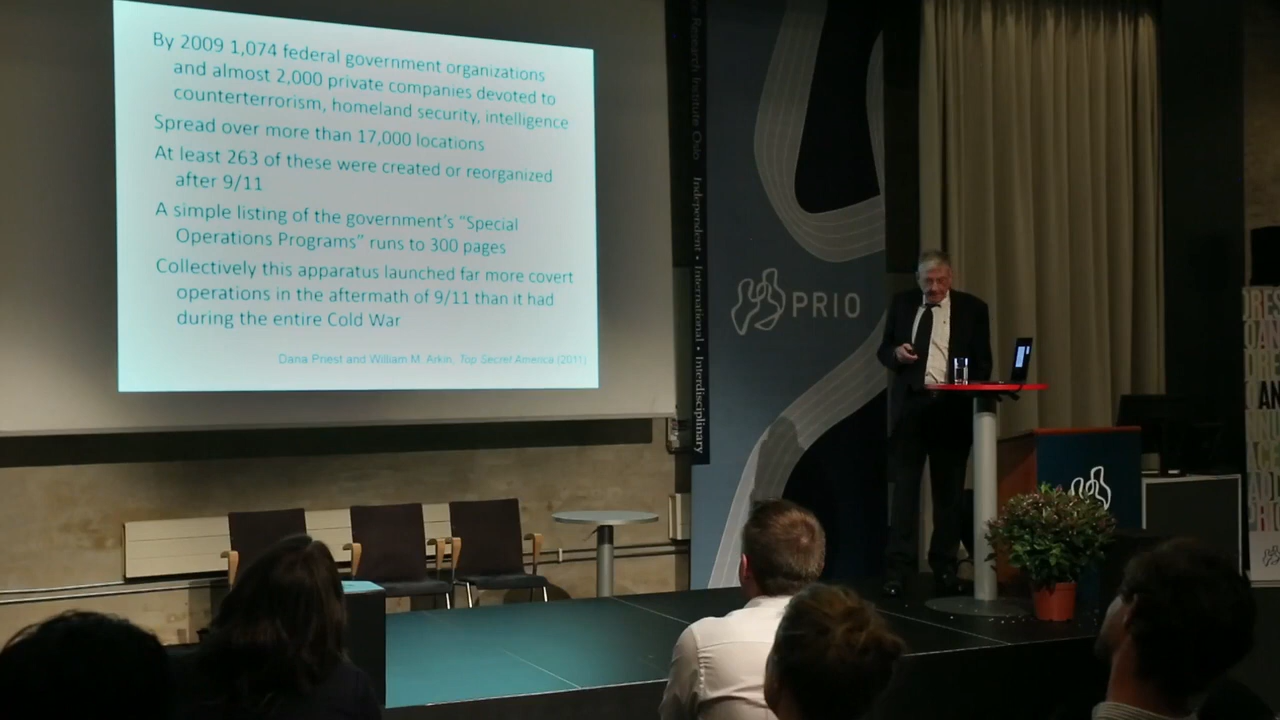 By 2009 1,074 federal government organizations
and almost 2,000 private companies devoted to
counterterrorism, homeland security, intelligence
Spread over more than 17,000 locations
At least 263 of these were created or reorganized
after 9/11
A simple listing of the government's "Special
Operations Programs" runs to 300 pages
Collectively this apparatus launched far more covert
operations in the aftermath of 9/11 than it had
during the entire Cold War
Dana Priest and William M. Arkin, Top Secret America (2011)
Research Institute Oslo Independent • International • Interdisciplinary
PRIO